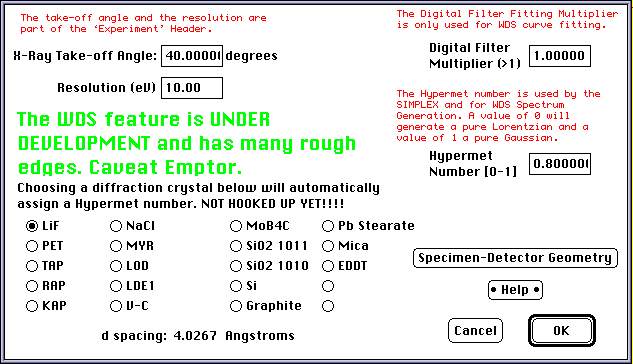 The take-off angle and the resolution are
part of the ‘Experiment’ Header.
X-Ray Take-off Angle: 40.00000 degrees
Resolution (eV) 10.00
The WDS feature is UNDER
DEVELOPMENT and has many rough
edges. Caveat Emptor.
The Digital Filter Fitting Multiplier
is only used for WDS curve fitting.
Digital Filter
Multiplier (>1) 1.00000
The Hypermet number is used by the
SIMPLEX and for WDS Spectrum
Generation. A value of 0 will
generate a pure Lorentzian and a
value of 1 a pure Gaussian.
Hypermet
Number [0-1] 0.800000
Choosing a diffraction crystal below will automatically
assign a Hypermet number. NOT HOOKED UP YET!!!!
LiF NaCl MoB4C Pb Stearate
PET MYR SiO2 1011 Mica
TAP LOD SiO2 1010 EDDT
RAP LDE1 Si
KAP V-C Graphite
d spacing: 4.0267 Angstroms
Specimen-Detector Geometry
• Help •
Cancel OK